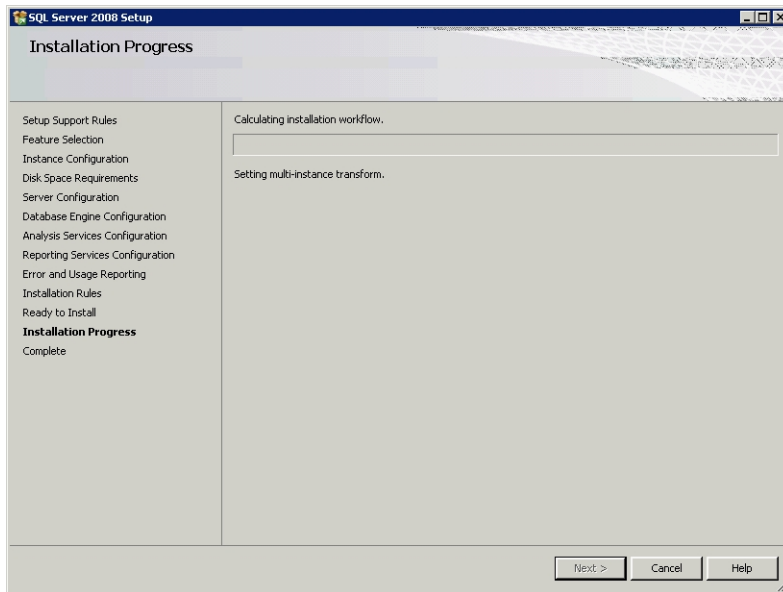 SQL Server 2008 Setup
Installation Progress
Setup Support Rules
Feature Selection
Instance Configuration
Disk Space Requirements
Server Configuration
Database Engine Configuration
Analysis Services Configuration
Reporting Services Configuration
Error and Usage Reporting
Installation Rules
Ready to Install
Installation Progress
Complete
Calculating installation workflow.
Setting multi-instance transform.
Next >
Cancel
Help